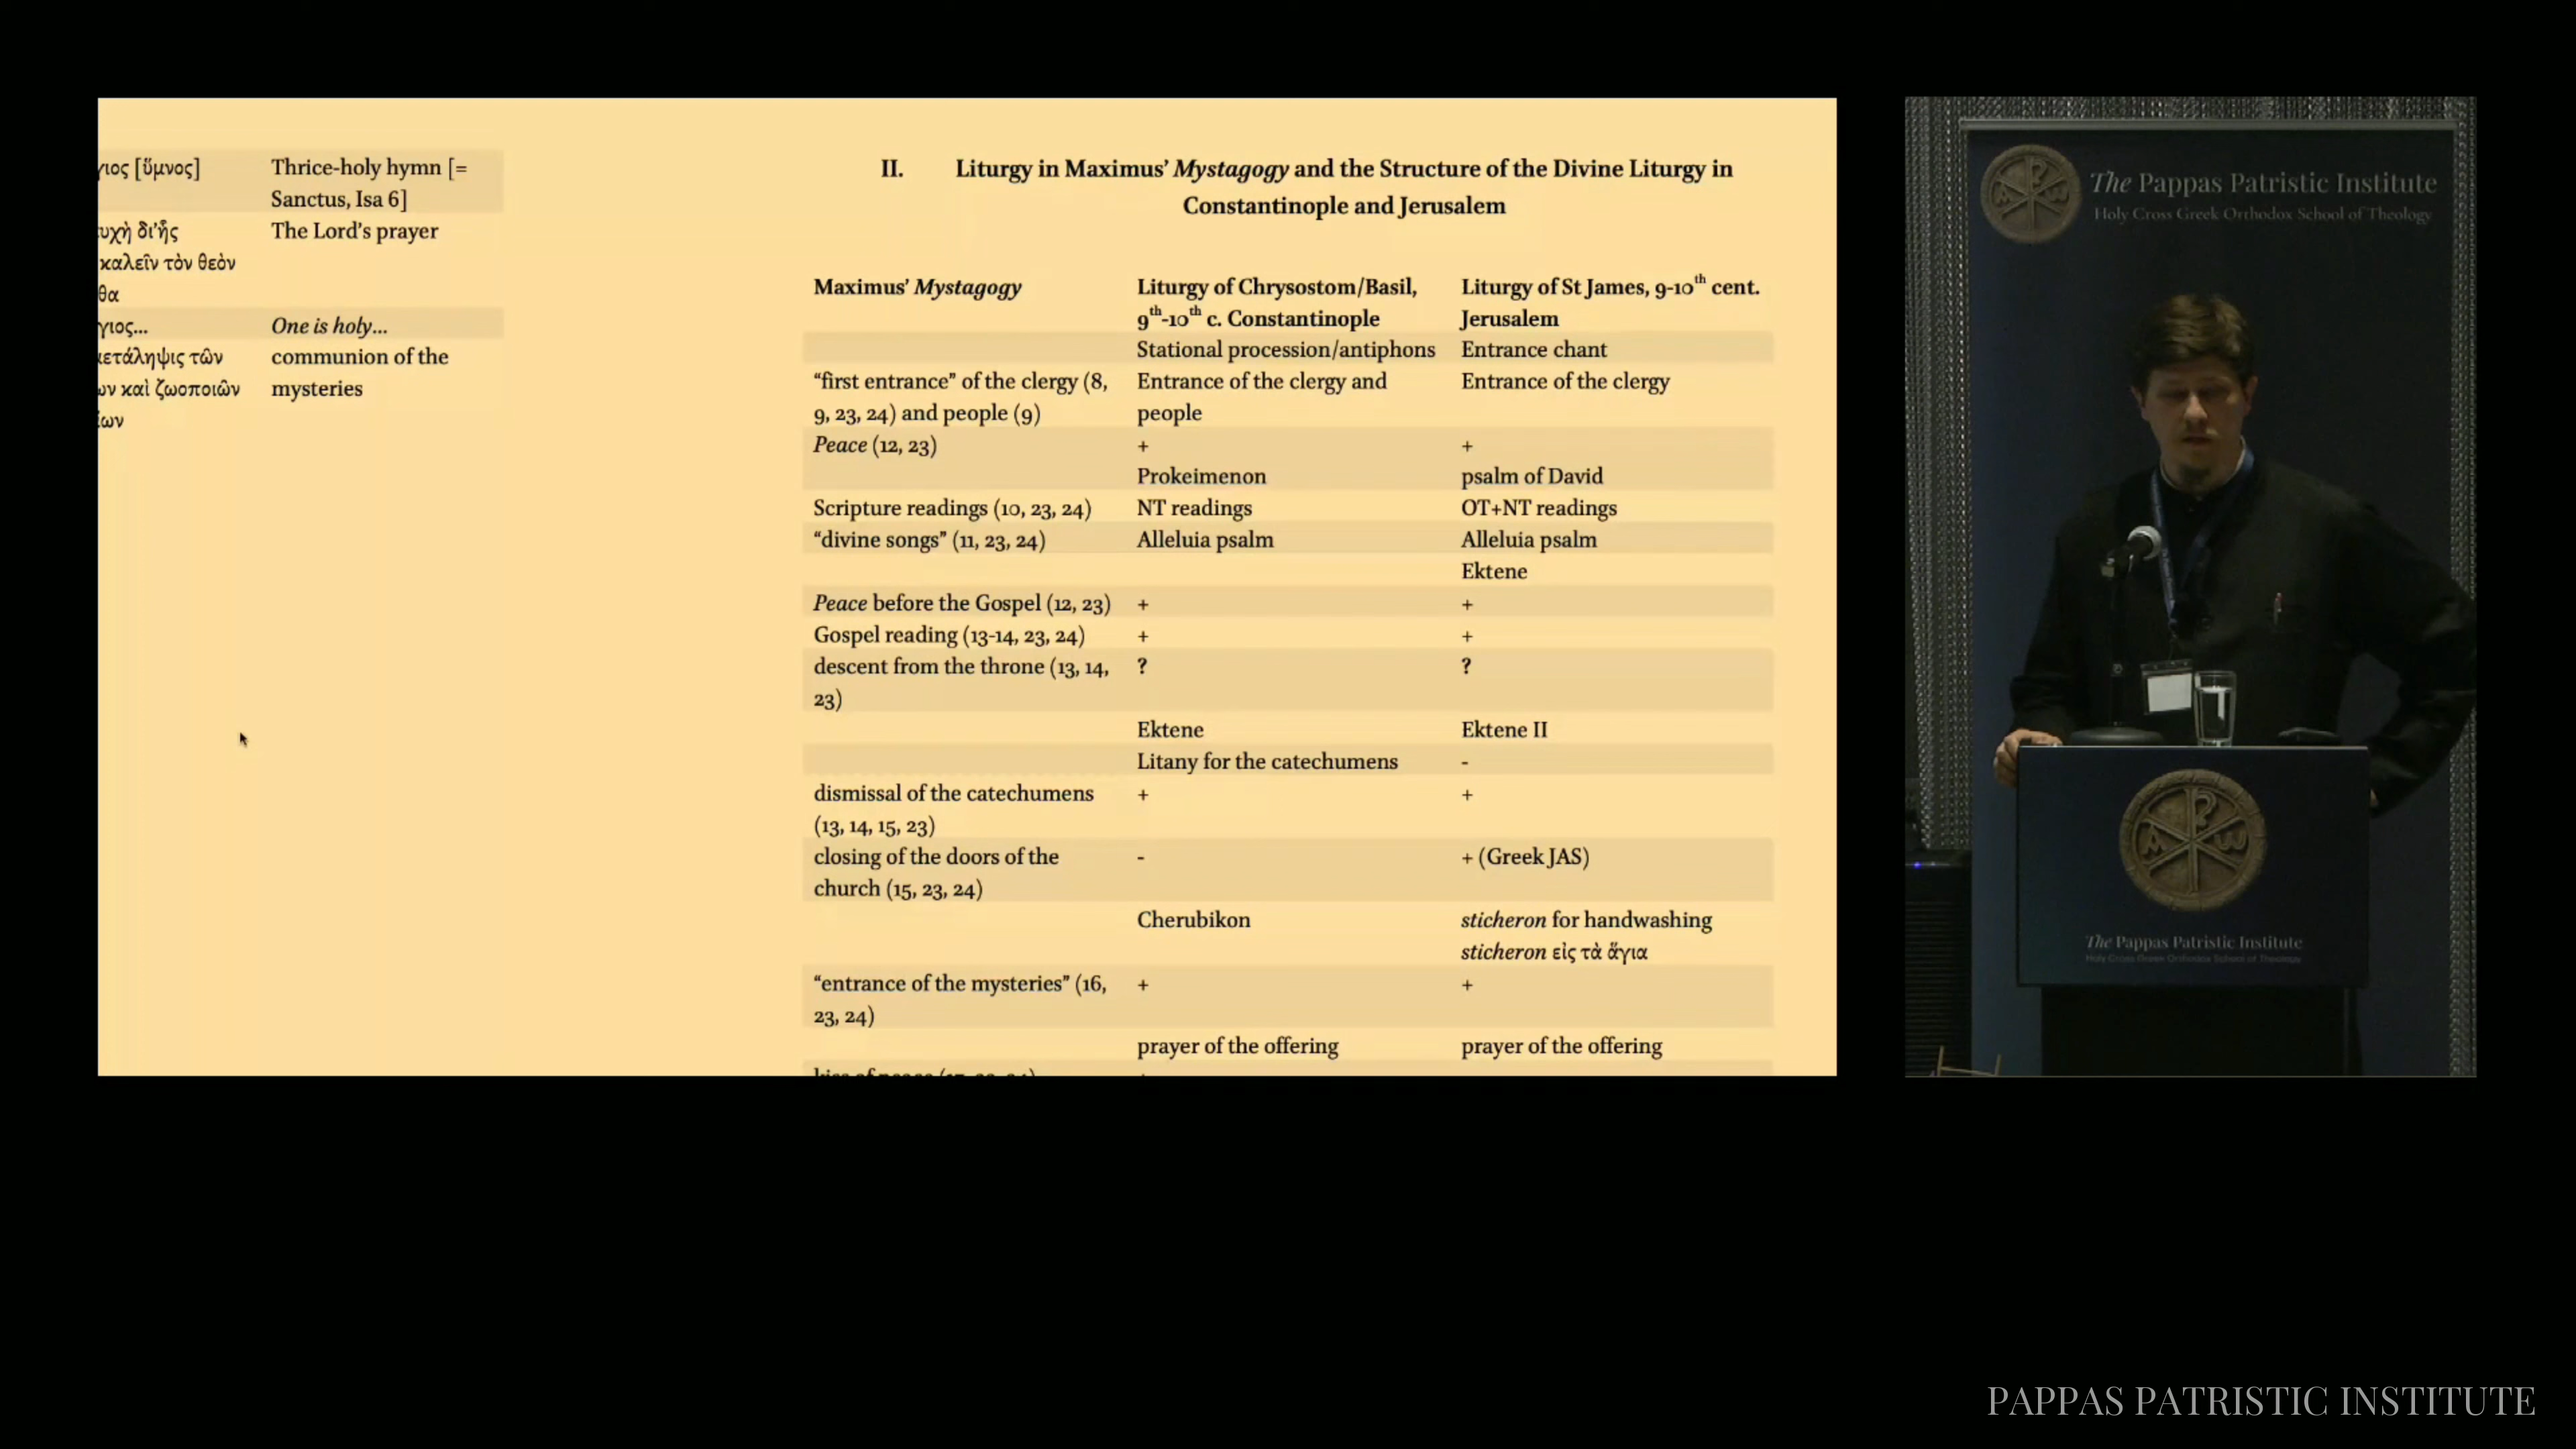 γιος [ὕμνος] Thrice-holy hymn [=
Sanctus, Isa 6]
υχὴ δι’ἧς The Lord’s prayer
καλεῖν τὸν θεὸν
θα
γιος... One is holy...
μετάληψις τῶν communion of the
ων καὶ ζωοποιῶν mysteries
ίων
II. Liturgy in Maximus’ Mystagogy and the Structure of the Divine Liturgy in
Constantinople and Jerusalem
Maximus’ Mystagogy Liturgy of Chrysostom/Basil, Liturgy of St James, 9-10th cent.
9th-10th c. Constantinople Jerusalem
Stational procession/antiphons Entrance chant
“first entrance” of the clergy (8, Entrance of the clergy and Entrance of the clergy
9, 23, 24) and people (9) people
Peace (12, 23) + +
Prokeimenon psalm of David
Scripture readings (10, 23, 24) NT readings OT+NT readings
“divine songs” (11, 23, 24) Alleluia psalm Alleluia psalm
Ektene
Peace before the Gospel (12, 23) + +
Gospel reading (13-14, 23, 24) + +
descent from the throne (13, 14, ? ?
23)
Ektene Ektene II
Litany for the catechumens -
dismissal of the catechumens + +
(13, 14, 15, 23)
closing of the doors of the - + (Greek JAS)
church (15, 23, 24)
Cherubikon sticheron for handwashing
sticheron εἰς τὰ ἅγια
“entrance of the mysteries” (16, + +
23, 24)
prayer of the offering prayer of the offering
The Pappas Patristic Institute
Holy Cross Greek Orthodox School of Theology
The Pappas Patristic Institute
Holy Cross Greek Orthodox School of Theology
PAPPAS PATRISTIC INSTITUTE